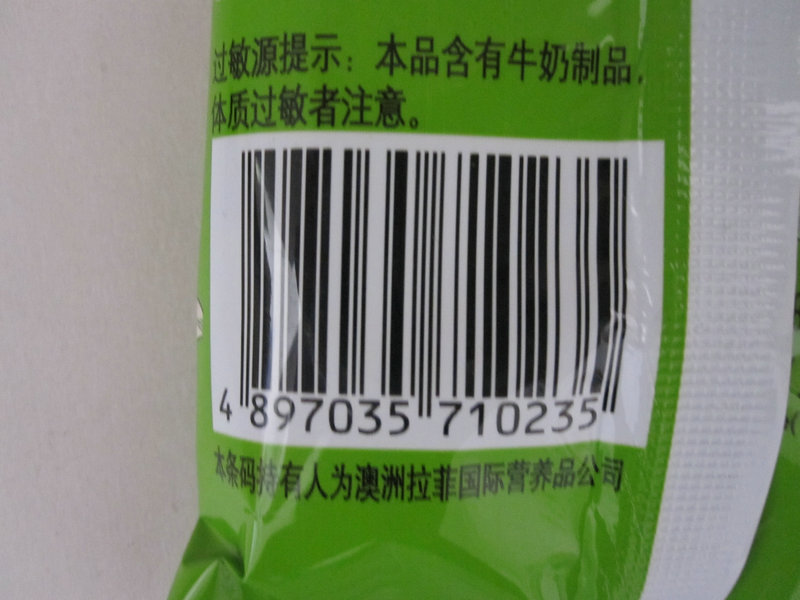 过敏源提示：本品含有牛奶制品，
体质过敏者注意。
4 897035 710235
本条码持有人为澳洲拉菲国际营养品公司